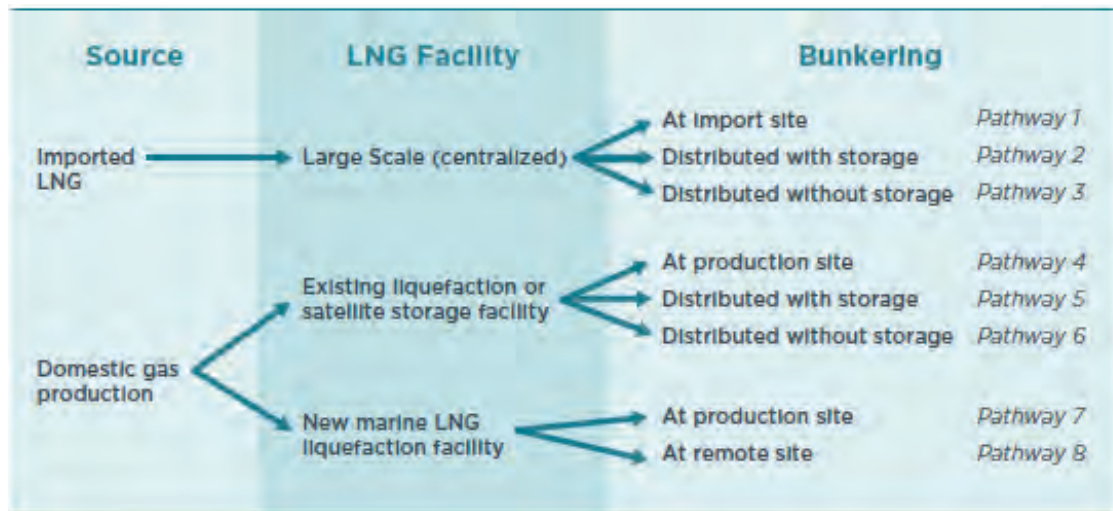 Source LNG Facility Bunkering
Imported
LNG
Large Scale (centralized)
At import site Pathway 1
Distributed with storage Pathway 2
Distributed without storage Pathway 3
Domestic gas
production
Existing liquefaction or
satellite storage facility
At production site Pathway 4
Distributed with storage Pathway 5
Distributed without storage Pathway 6
New marine LNG
liquefaction facility
At production site Pathway 7
At remote site Pathway 8